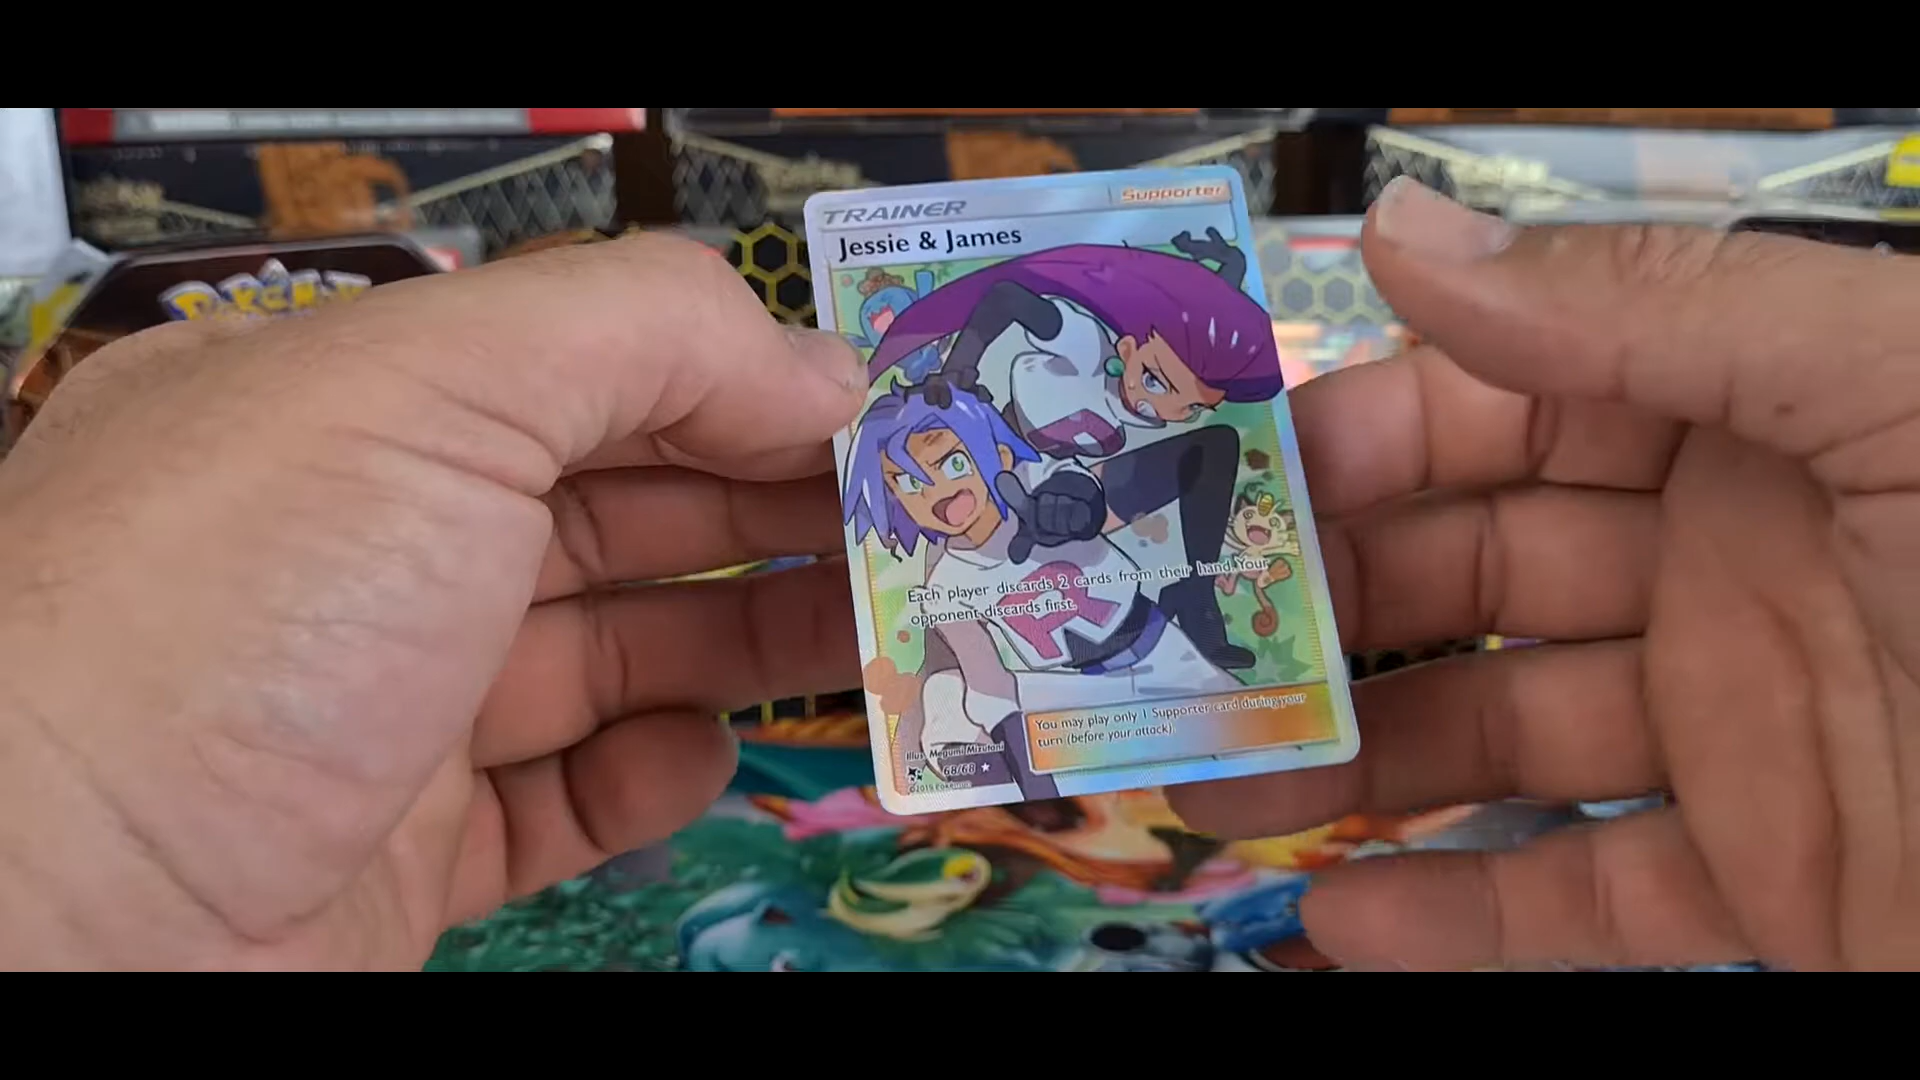 TRAINER
Supporter
Jessie & James
Each player discards 2 cards from their hand. Your
opponent discards first.
You may play only 1 Supporter card during your
turn (before your attack).
Illus. Megumi Mizutani
68/68
©2019 Pokémon
Pokémon